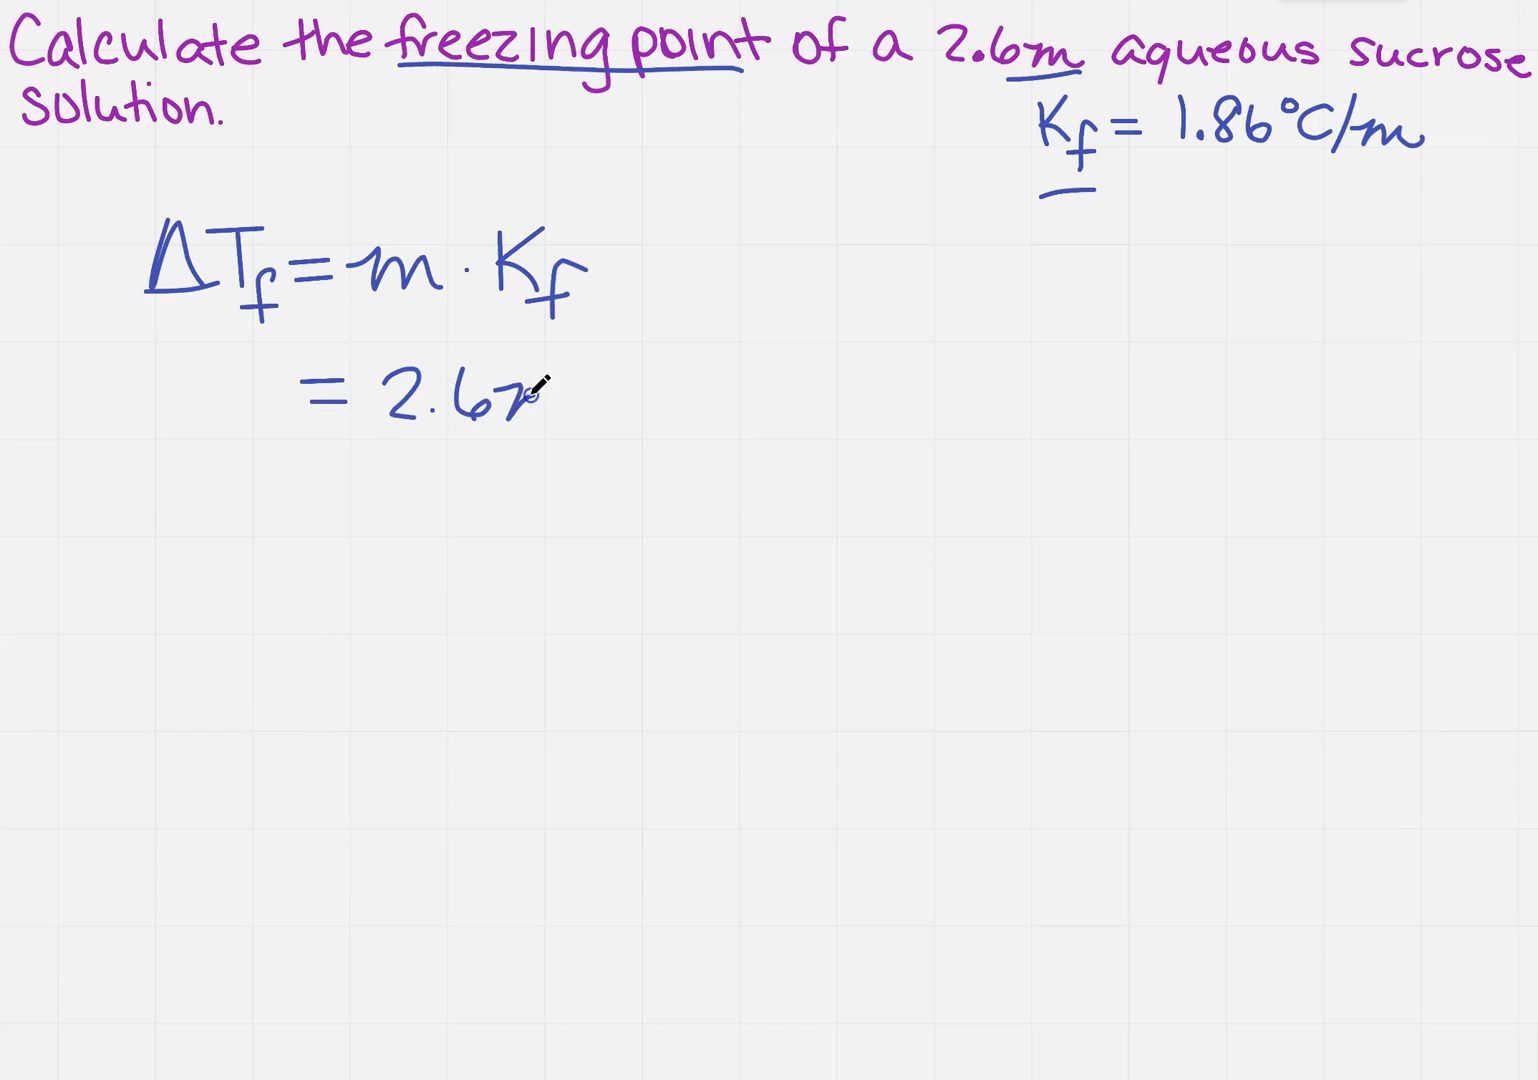 Calculate the freezing point of a 2.6m aqueous sucrose
solution.
Kf = 1.86°C/m
ΔTf = m · Kf
= 2.6